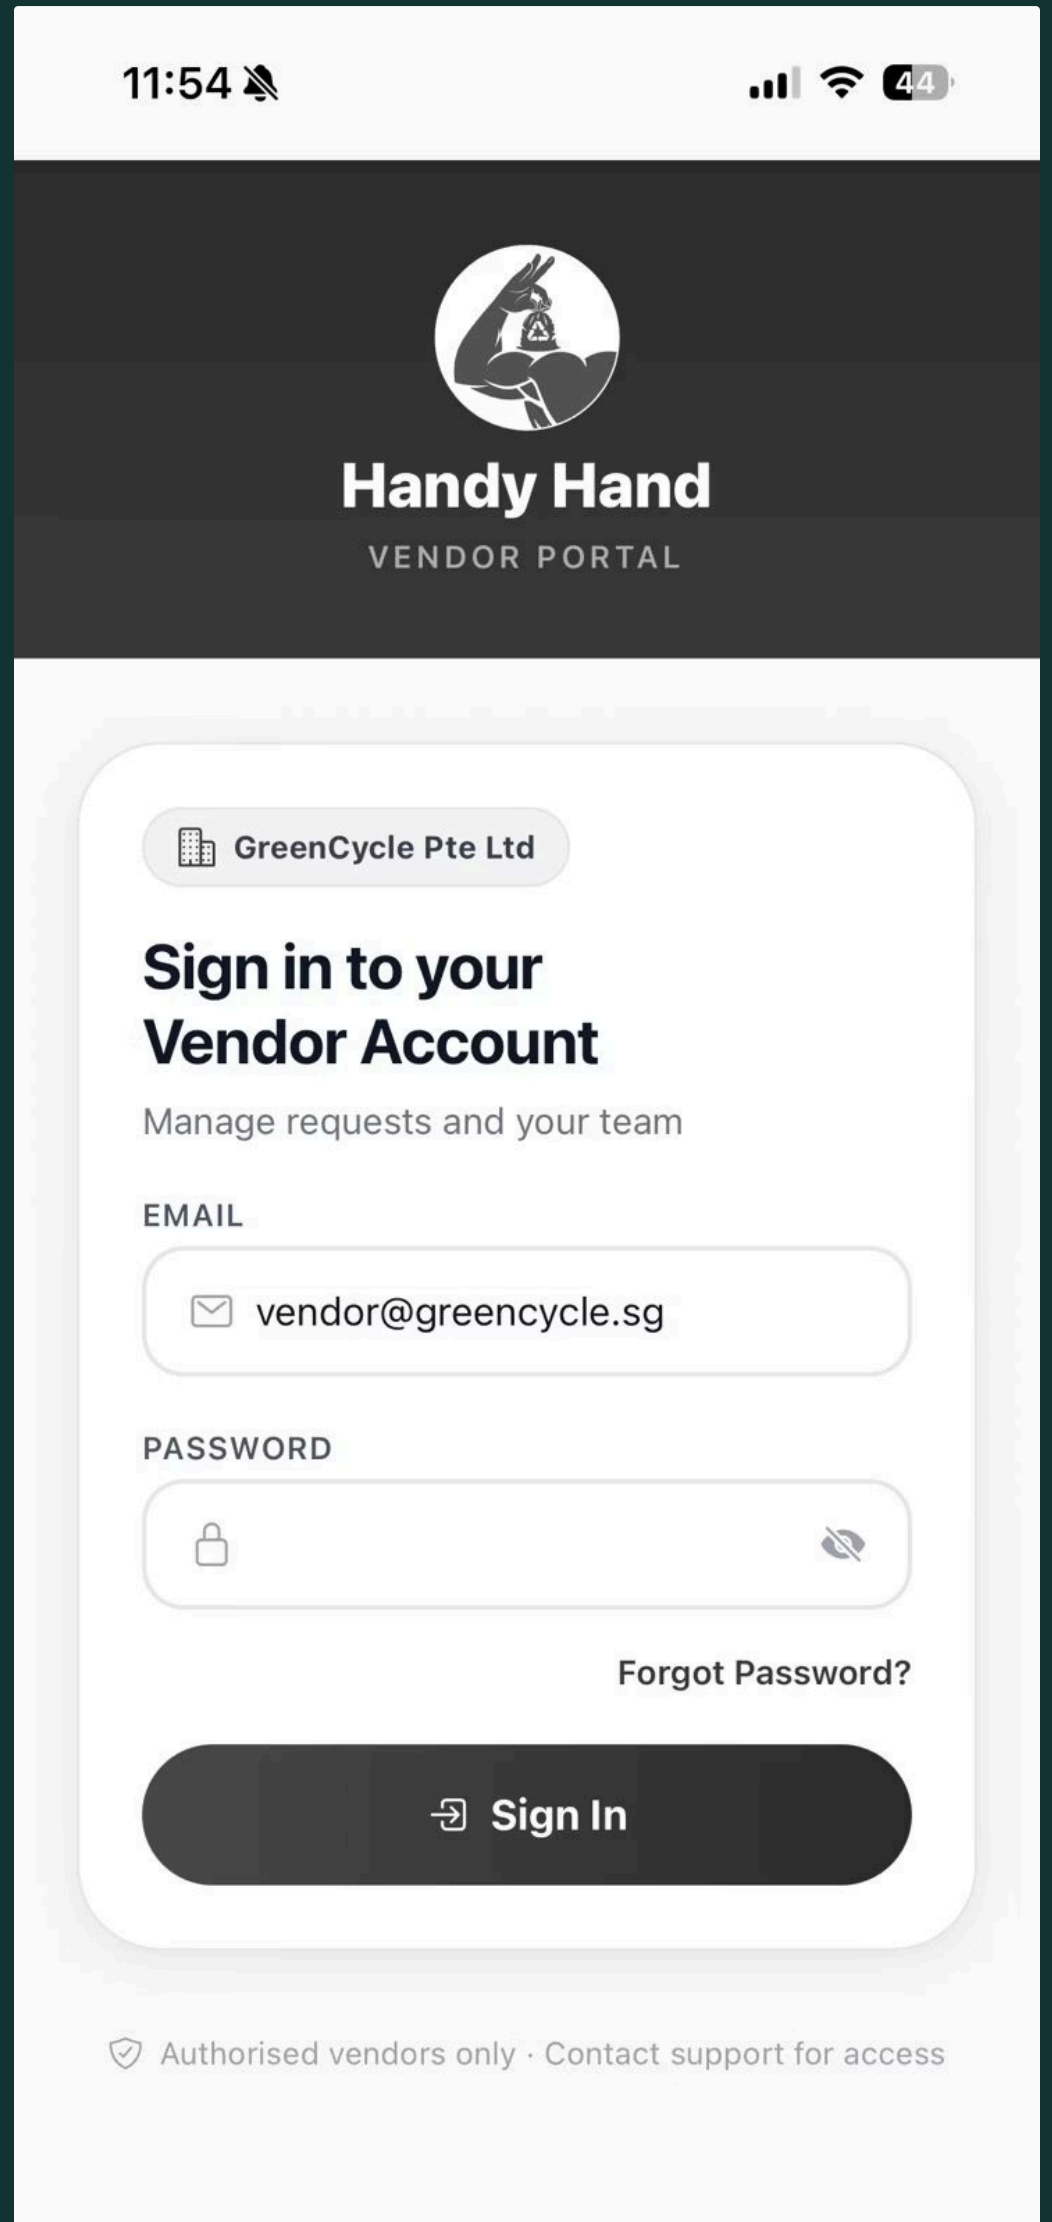 11:54
44
Handy Hand
VENDOR PORTAL
GreenCycle Pte Ltd
Sign in to your
Vendor Account
Manage requests and your team
EMAIL
vendor@greencycle.sg
PASSWORD
Forgot Password?
Sign In
Authorised vendors only · Contact support for access